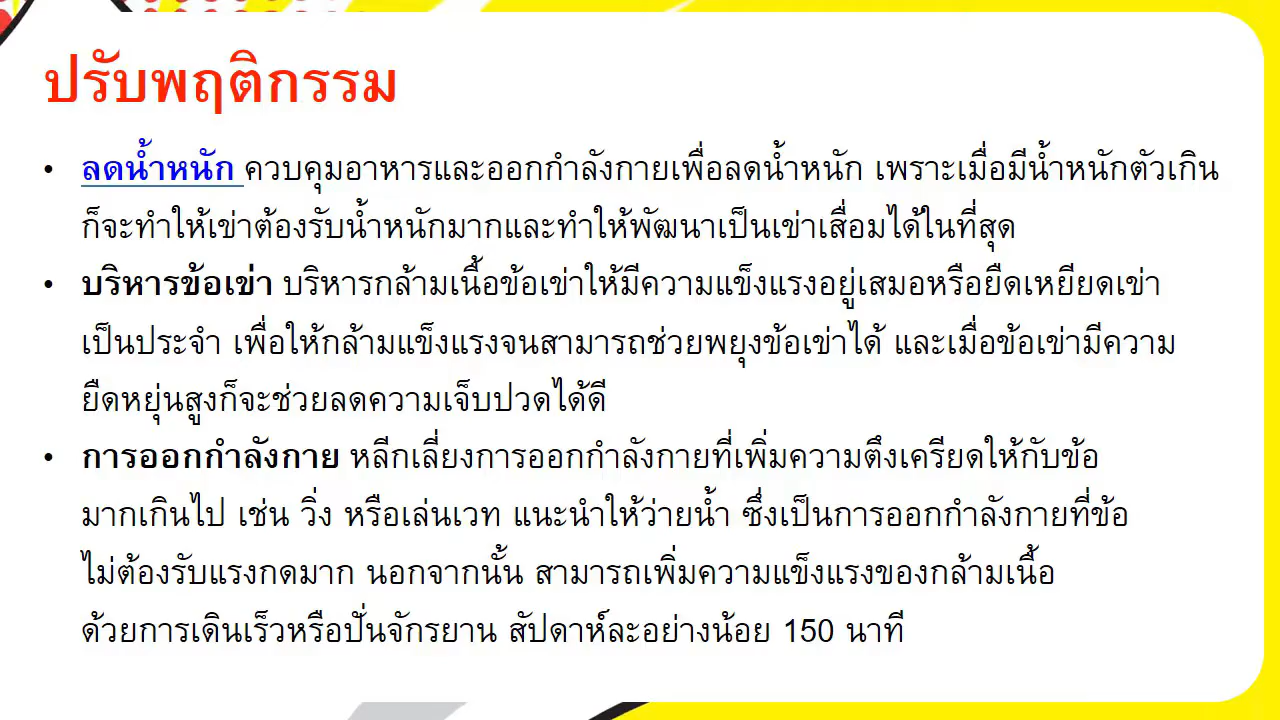 ปรับพฤติกรรม
• ลดน้ำหนัก ควบคุมอาหารและออกกำลังกายเพื่อลดน้ำหนัก เพราะเมื่อมีน้ำหนักตัวเกิน
ก็จะทำให้เข่าต้องรับน้ำหนักมากและทำให้พัฒนาเป็นเข่าเสื่อมได้ในที่สุด
• บริหารข้อเข่า บริหารกล้ามเนื้อข้อเข่าให้มีความแข็งแรงอยู่เสมอหรือยืดเหยียดเข่า
เป็นประจำ เพื่อให้กล้ามแข็งแรงจนสามารถช่วยพยุงข้อเข่าได้ และเมื่อข้อเข่ามีความ
ยืดหยุ่นสูงก็จะช่วยลดความเจ็บปวดได้ดี
• การออกกำลังกาย หลีกเลี่ยงการออกกำลังกายที่เพิ่มความตึงเครียดให้กับข้อ
มากเกินไป เช่น วิ่ง หรือเล่นเวท แนะนำให้ว่ายน้ำ ซึ่งเป็นการออกกำลังกายที่ข้อ
ไม่ต้องรับแรงกดมาก นอกจากนั้น สามารถเพิ่มความแข็งแรงของกล้ามเนื้อ
ด้วยการเดินเร็วหรือปั่นจักรยาน สัปดาห์ละอย่างน้อย 150 นาที